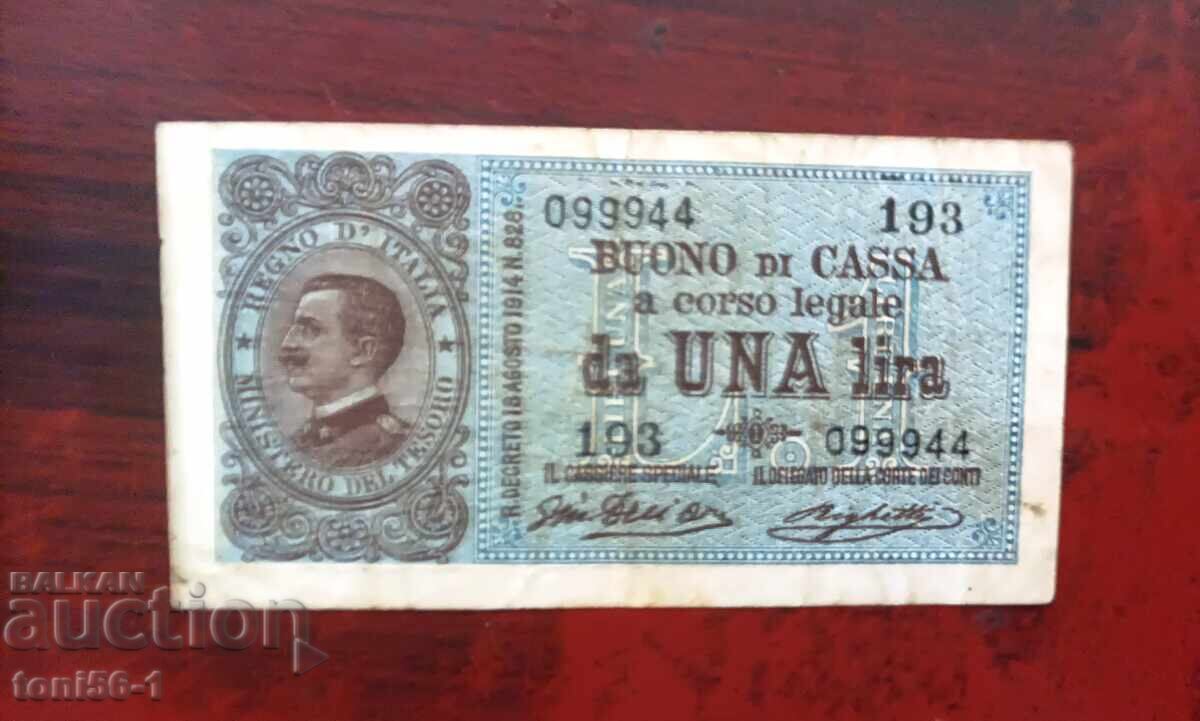 REGNO D'ITALIA
MINISTERO DEL TESORO
R. DECRETO 18 AGOSTO 1914 N. 828
099944 193
BUONO DI CASSA
a corso legale
da UNA lira
193 099944
IL CASSIERE SPECIALE IL DELEGATO DELLA CORTE DEI CONTI
Righetti
BALKAN
auction
toni56-1